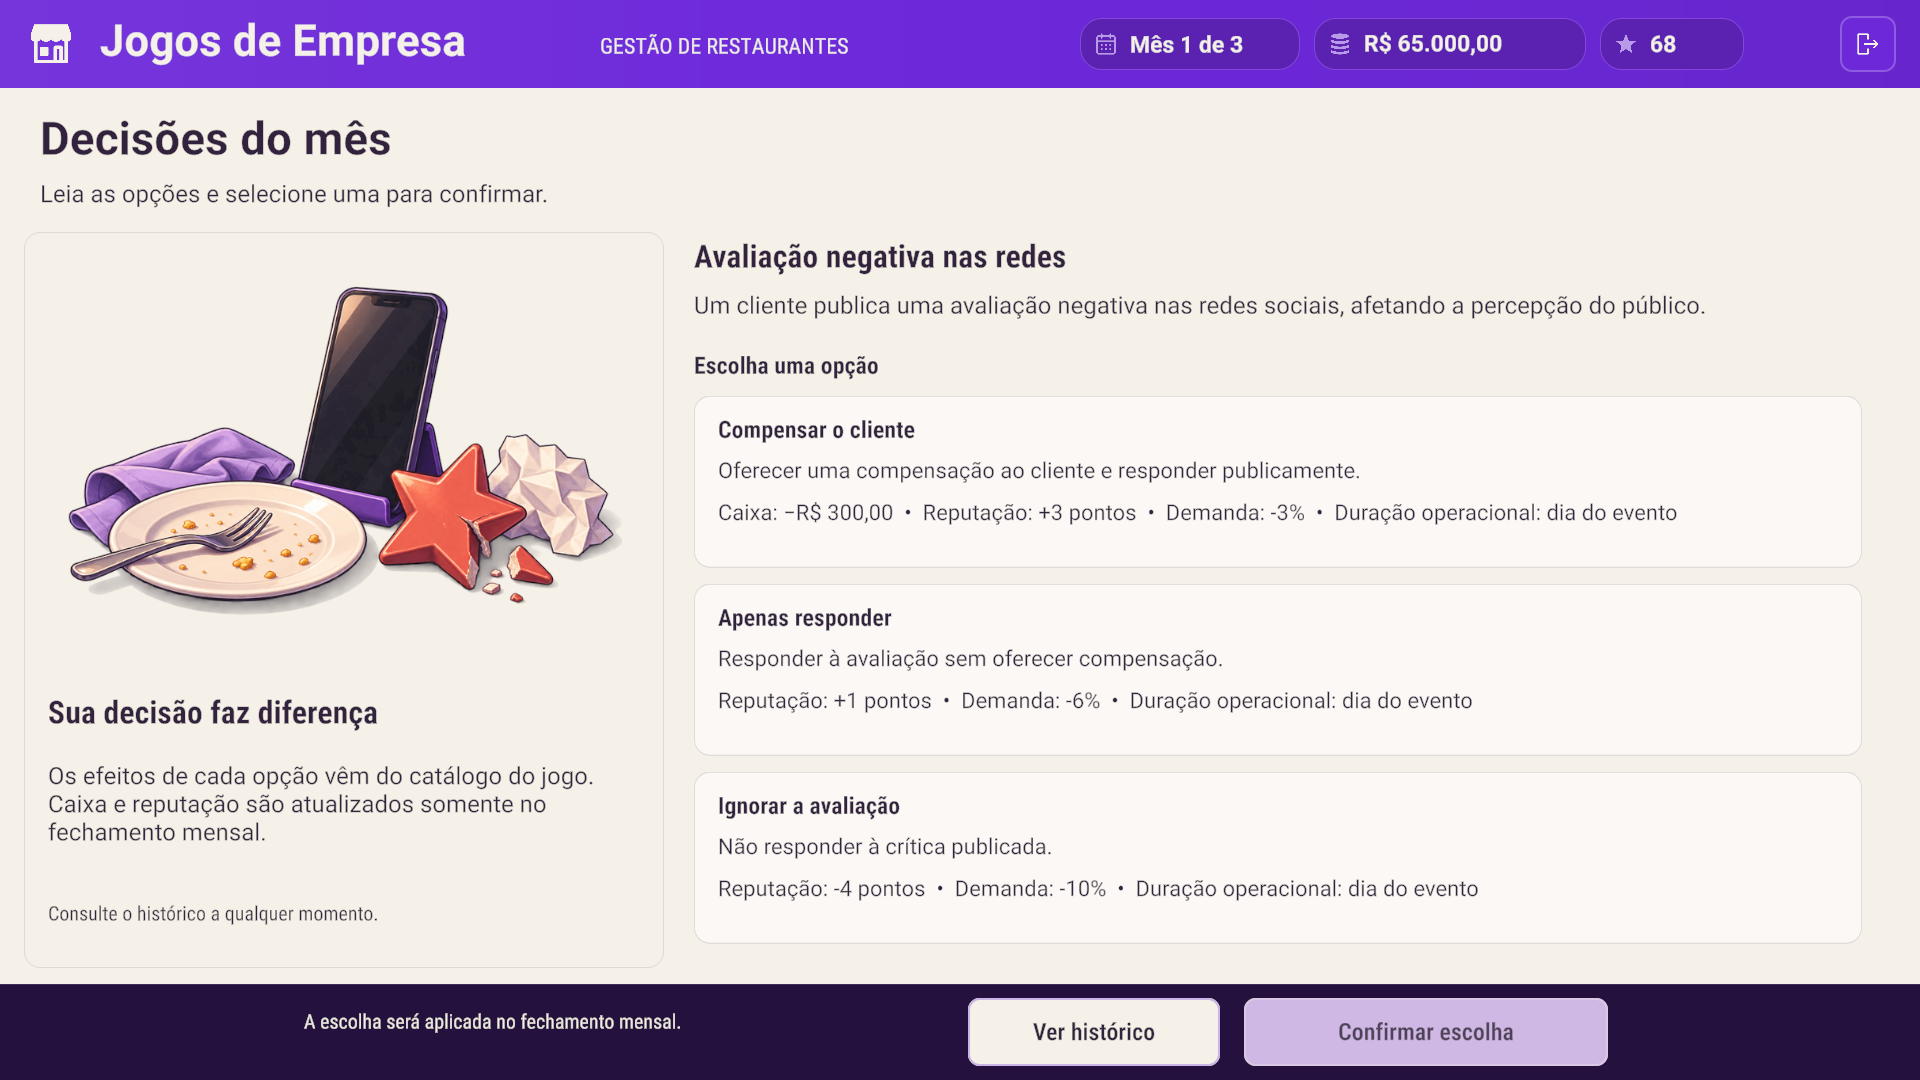 Jogos de Empresa
GESTÃO DE RESTAURANTES
Mês 1 de 3
R$ 65.000,00
68
Decisões do mês
Leia as opções e selecione uma para confirmar.
Sua decisão faz diferença
Os efeitos de cada opção vêm do catálogo do jogo.
Caixa e reputação são atualizados somente no
fechamento mensal.
Consulte o histórico a qualquer momento.
Avaliação negativa nas redes
Um cliente publica uma avaliação negativa nas redes sociais, afetando a percepção do público.
Escolha uma opção
Compensar o cliente
Oferecer uma compensação ao cliente e responder publicamente.
Caixa: −R$ 300,00 • Reputação: +3 pontos • Demanda: -3% • Duração operacional: dia do evento
Apenas responder
Responder à avaliação sem oferecer compensação.
Reputação: +1 pontos • Demanda: -6% • Duração operacional: dia do evento
Ignorar a avaliação
Não responder à crítica publicada.
Reputação: -4 pontos • Demanda: -10% • Duração operacional: dia do evento
A escolha será aplicada no fechamento mensal.
Ver histórico
Confirmar escolha